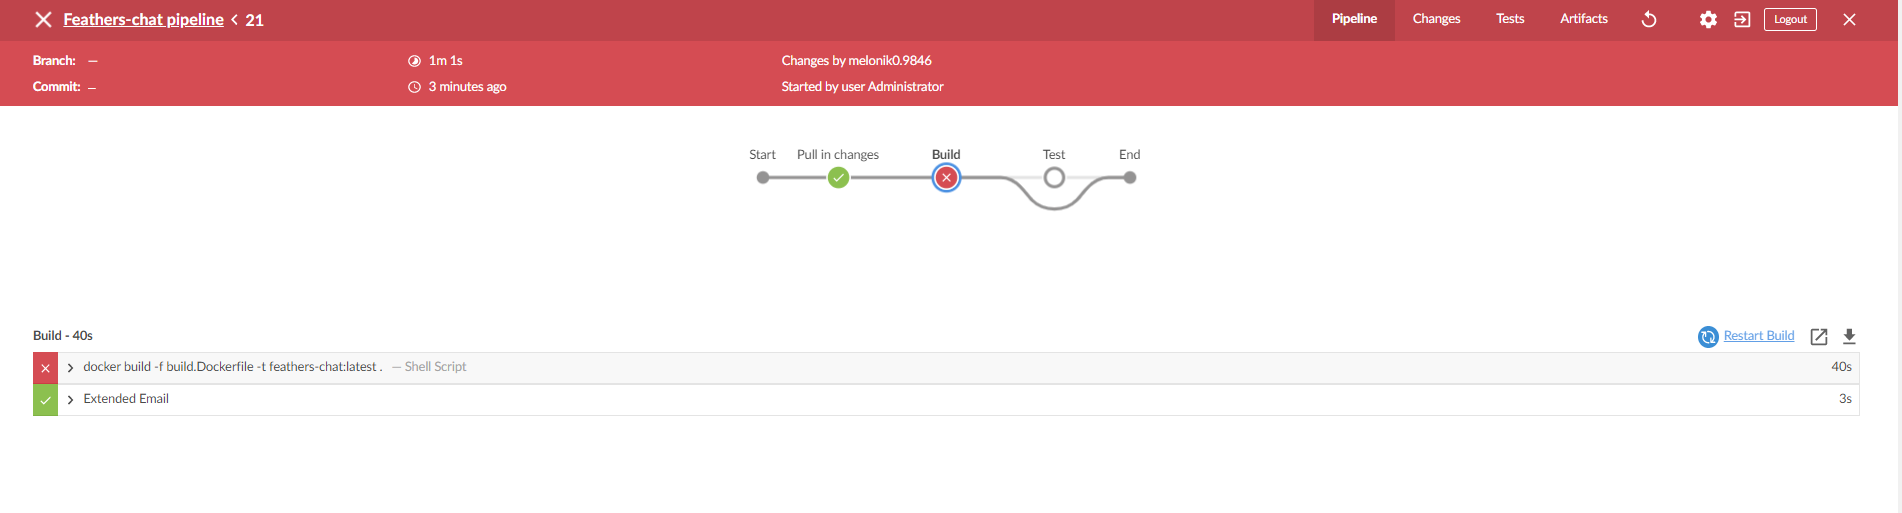 Feathers-chat pipeline < 21 Pipeline Changes Tests Artifacts Logout
Branch: — 1m 1s Changes by melonik0.9846
Commit: — 3 minutes ago Started by user Administrator
Start Pull in changes Build Test End
Build - 40s Restart Build
docker build -f build.Dockerfile -t feathers-chat:latest . — Shell Script 40s
Extended Email 3s